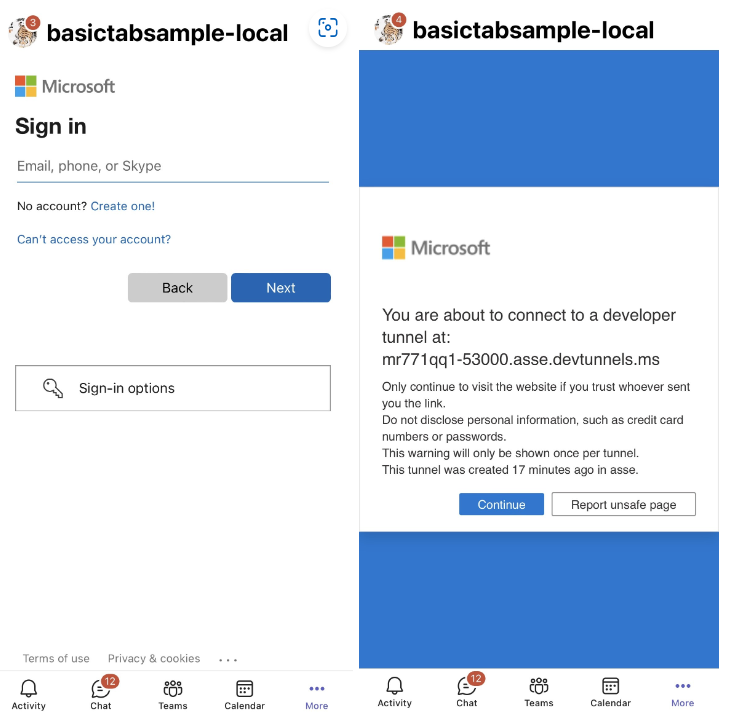 3
basictabsample-local
Microsoft
Sign in
Email, phone, or Skype
No account? Create one!
Can't access your account?
Back
Next
Sign-in options
Terms of use
Privacy & cookies
...
Activity
12
Chat
Teams
Calendar
More
4
basictabsample-local
Microsoft
You are about to connect to a developer
tunnel at:
mr771qq1-53000.asse.devtunnels.ms
Only continue to visit the website if you trust whoever sent
you the link.
Do not disclose personal information, such as credit card
numbers or passwords.
This warning will only be shown once per tunnel.
This tunnel was created 17 minutes ago in asse.
Continue
Report unsafe page
Activity
12
Chat
Teams
Calendar
More